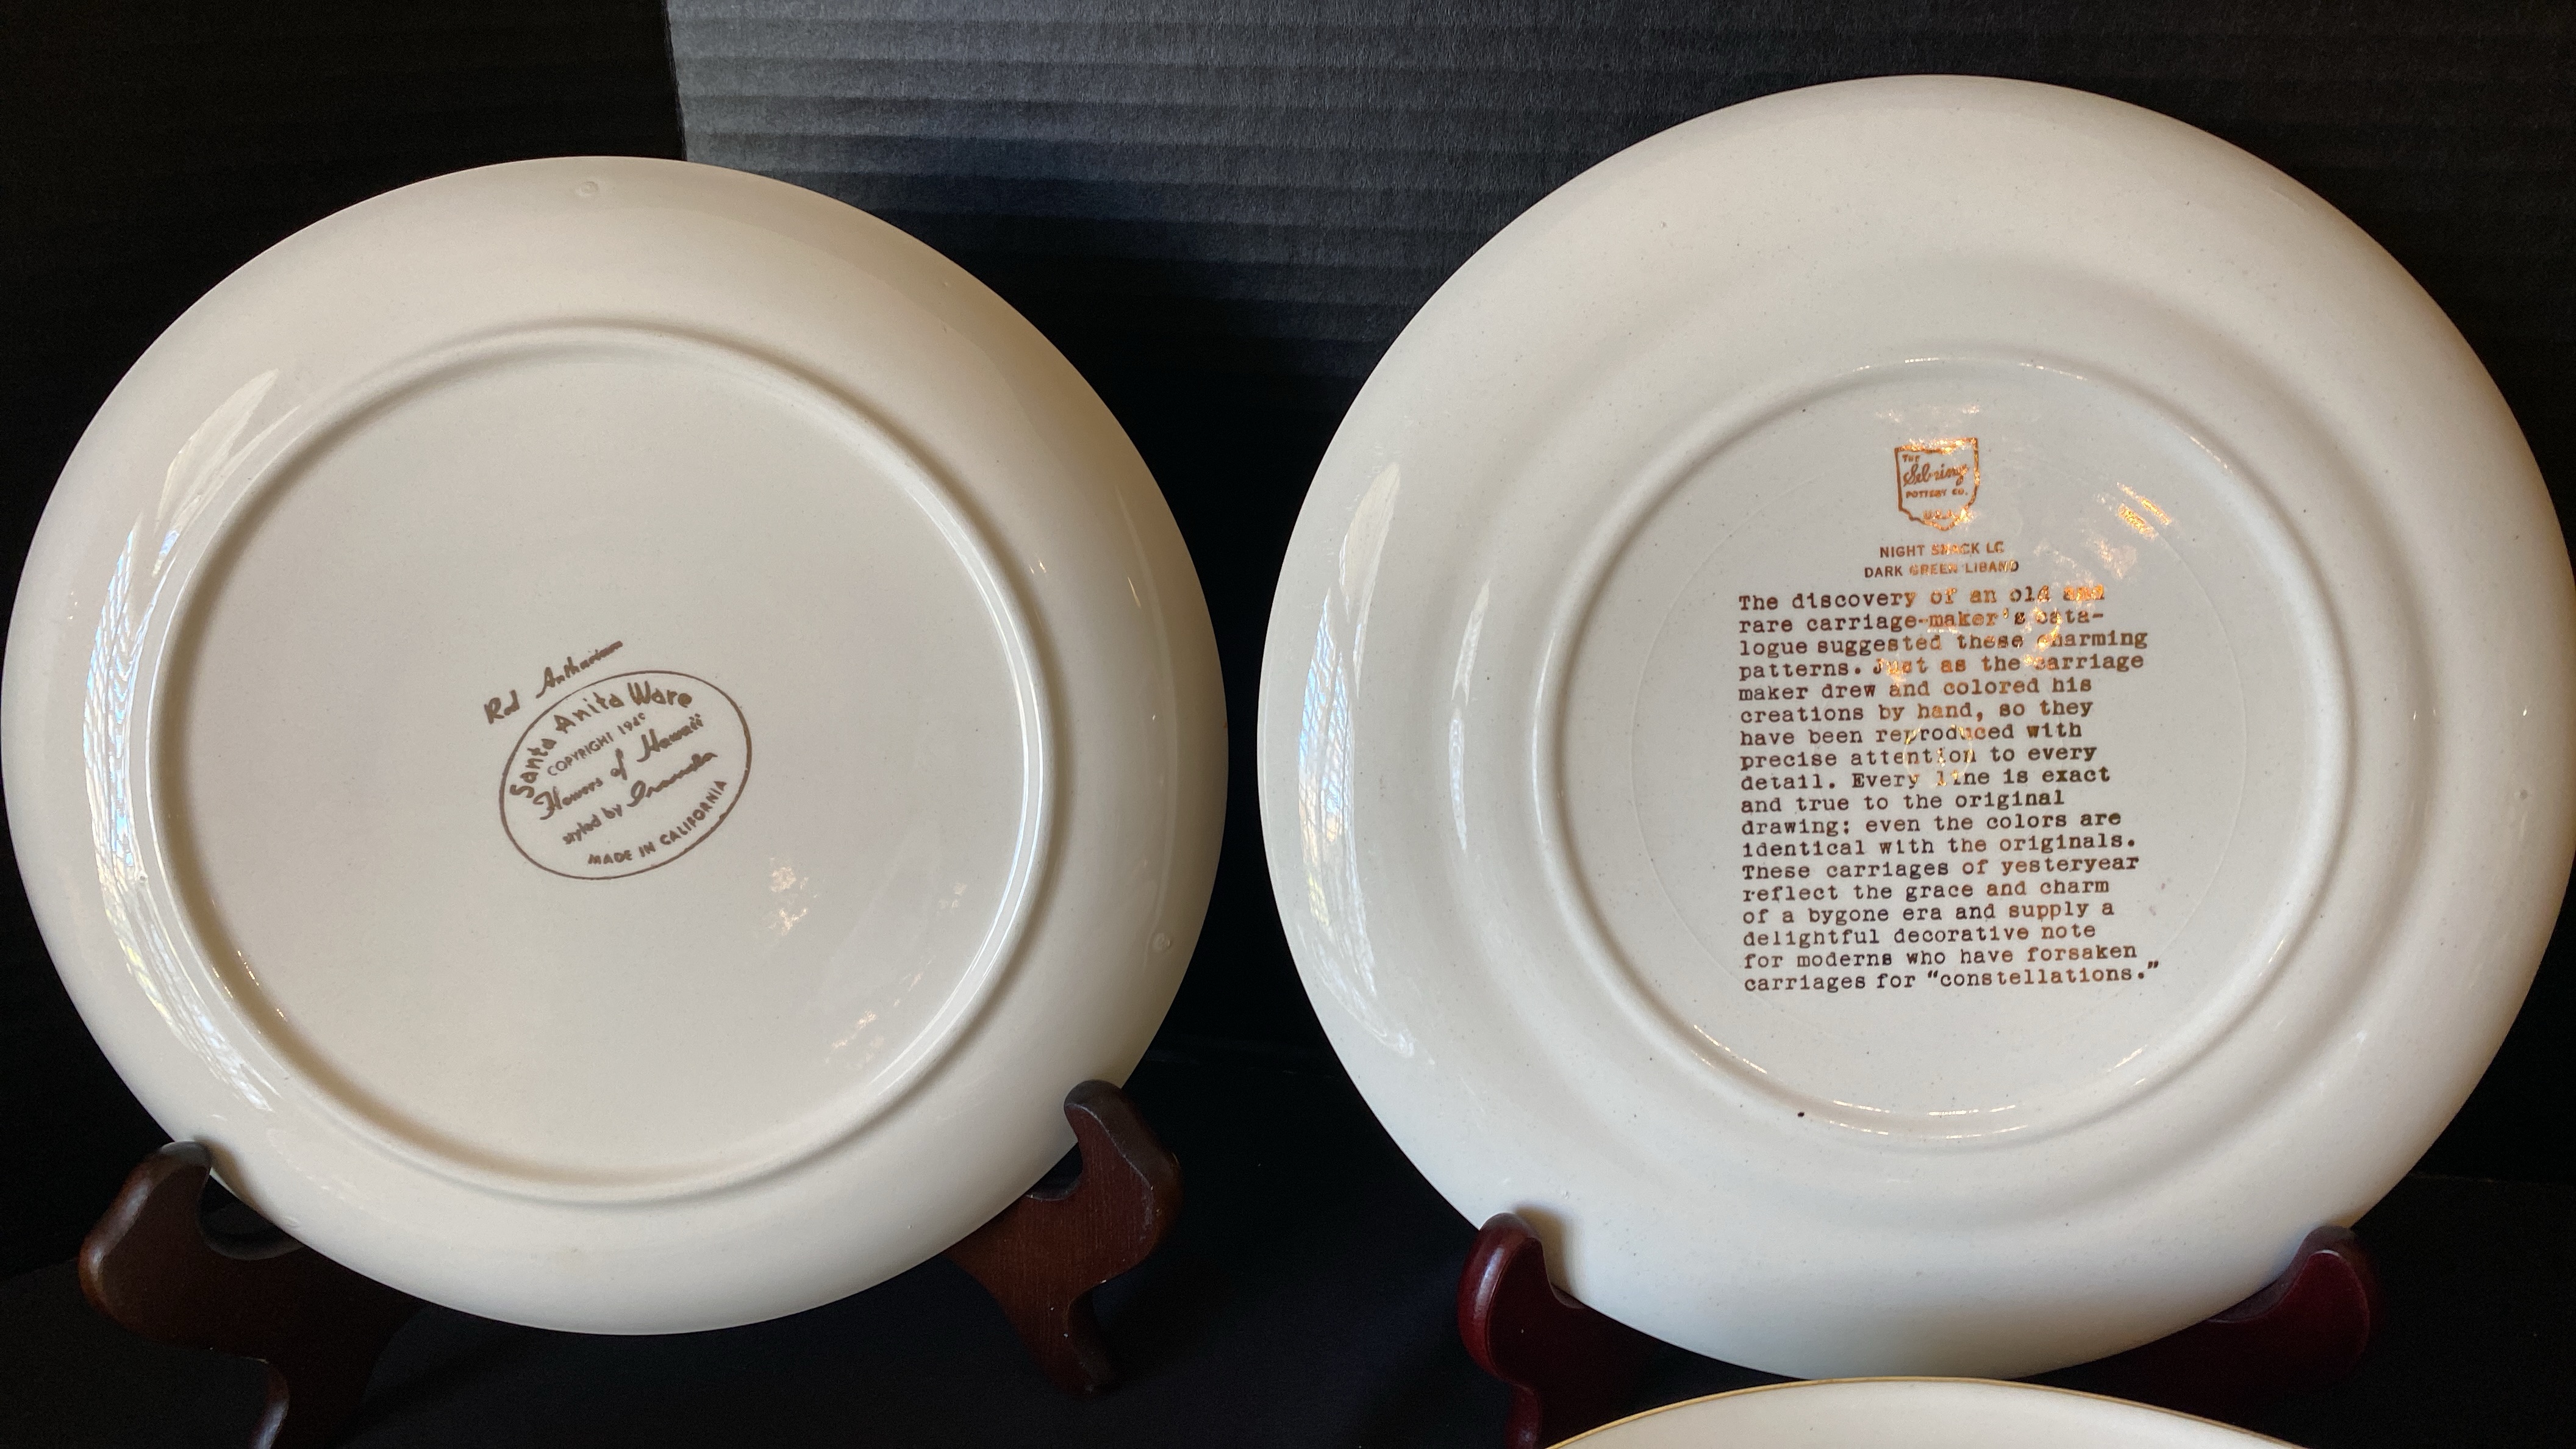 Red Anthurium
Santa Anita Ware
COPYRIGHT
Flowers of Hawaii
styled by
MADE IN CALIFORNIA
THE
Sebring
POTTERY CO.
U.S.A.
NIGHT SNACK LC
DARK GREEN LIBAND
The discovery of an old and
rare carriage-maker's cata-
logue suggested these charming
patterns. Just as the carriage
maker drew and colored his
creations by hand, so they
have been reproduced with
precise attention to every
detail. Every line is exact
and true to the original
drawing; even the colors are
identical with the originals.
These carriages of yesteryear
reflect the grace and charm
of a bygone era and supply a
delightful decorative note
for moderns who have forsaken
carriages for "constellations."